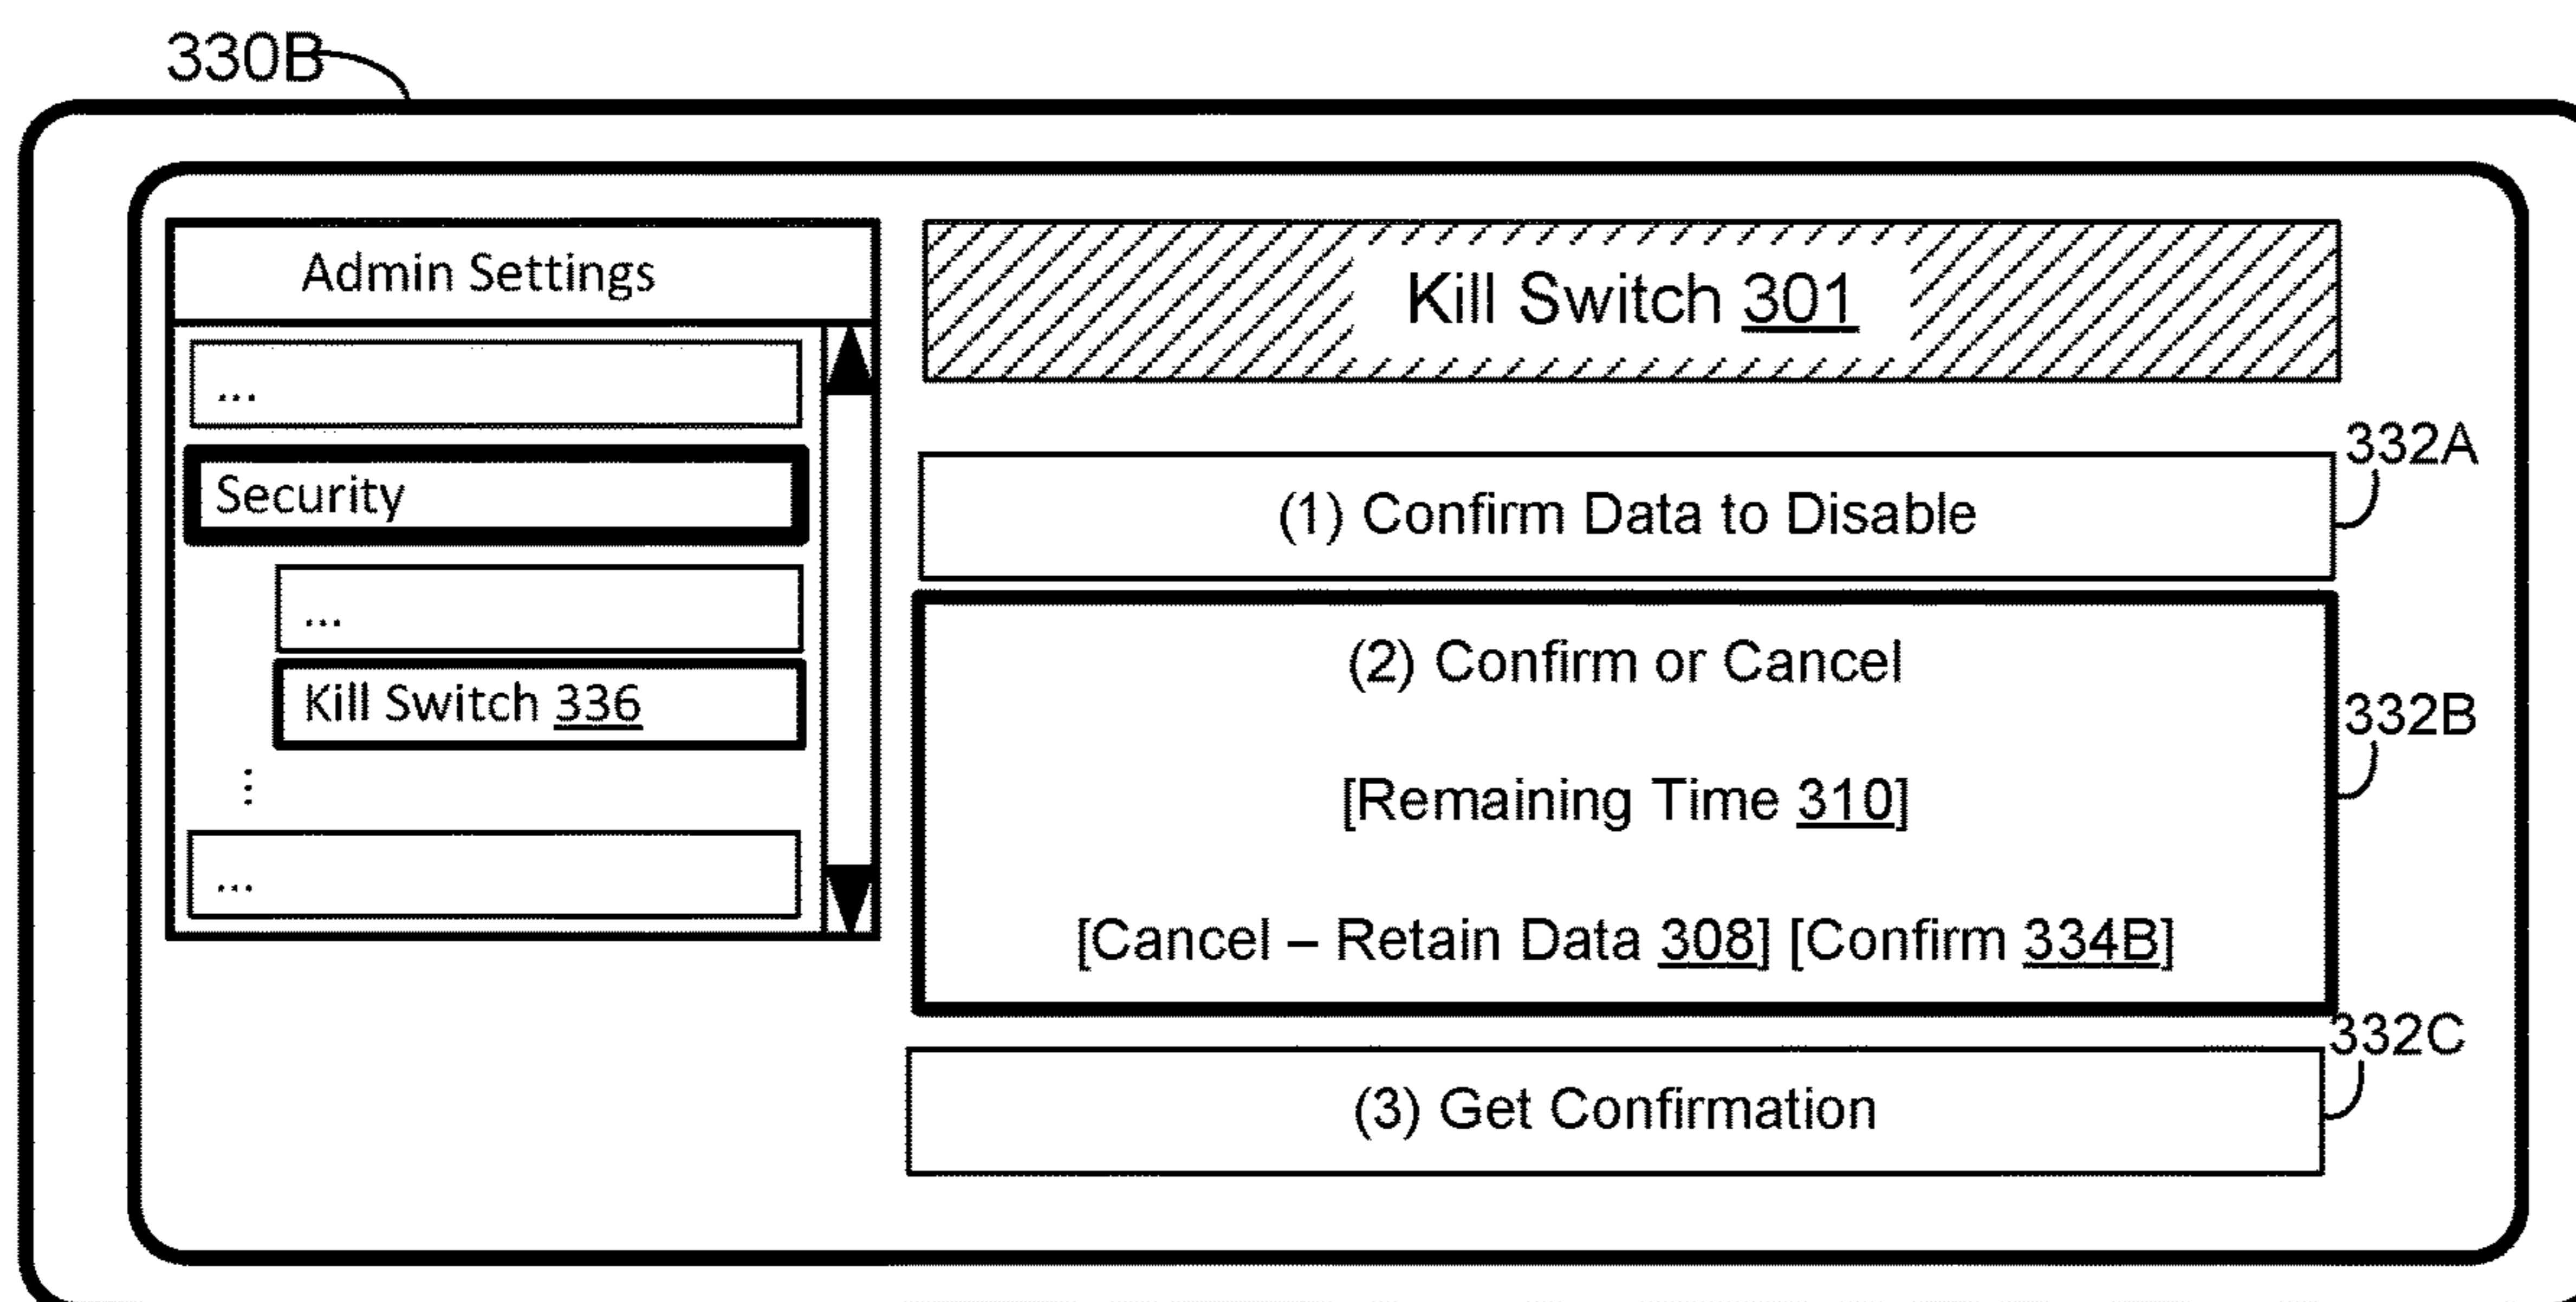 330B
Admin Settings
...
Security
...
Kill Switch 336
...
Kill Switch 301
332A
(1) Confirm Data to Disable
(2) Confirm or Cancel
332B
[Remaining Time 310]
[Cancel – Retain Data 308] [Confirm 334B]
332C
(3) Get Confirmation